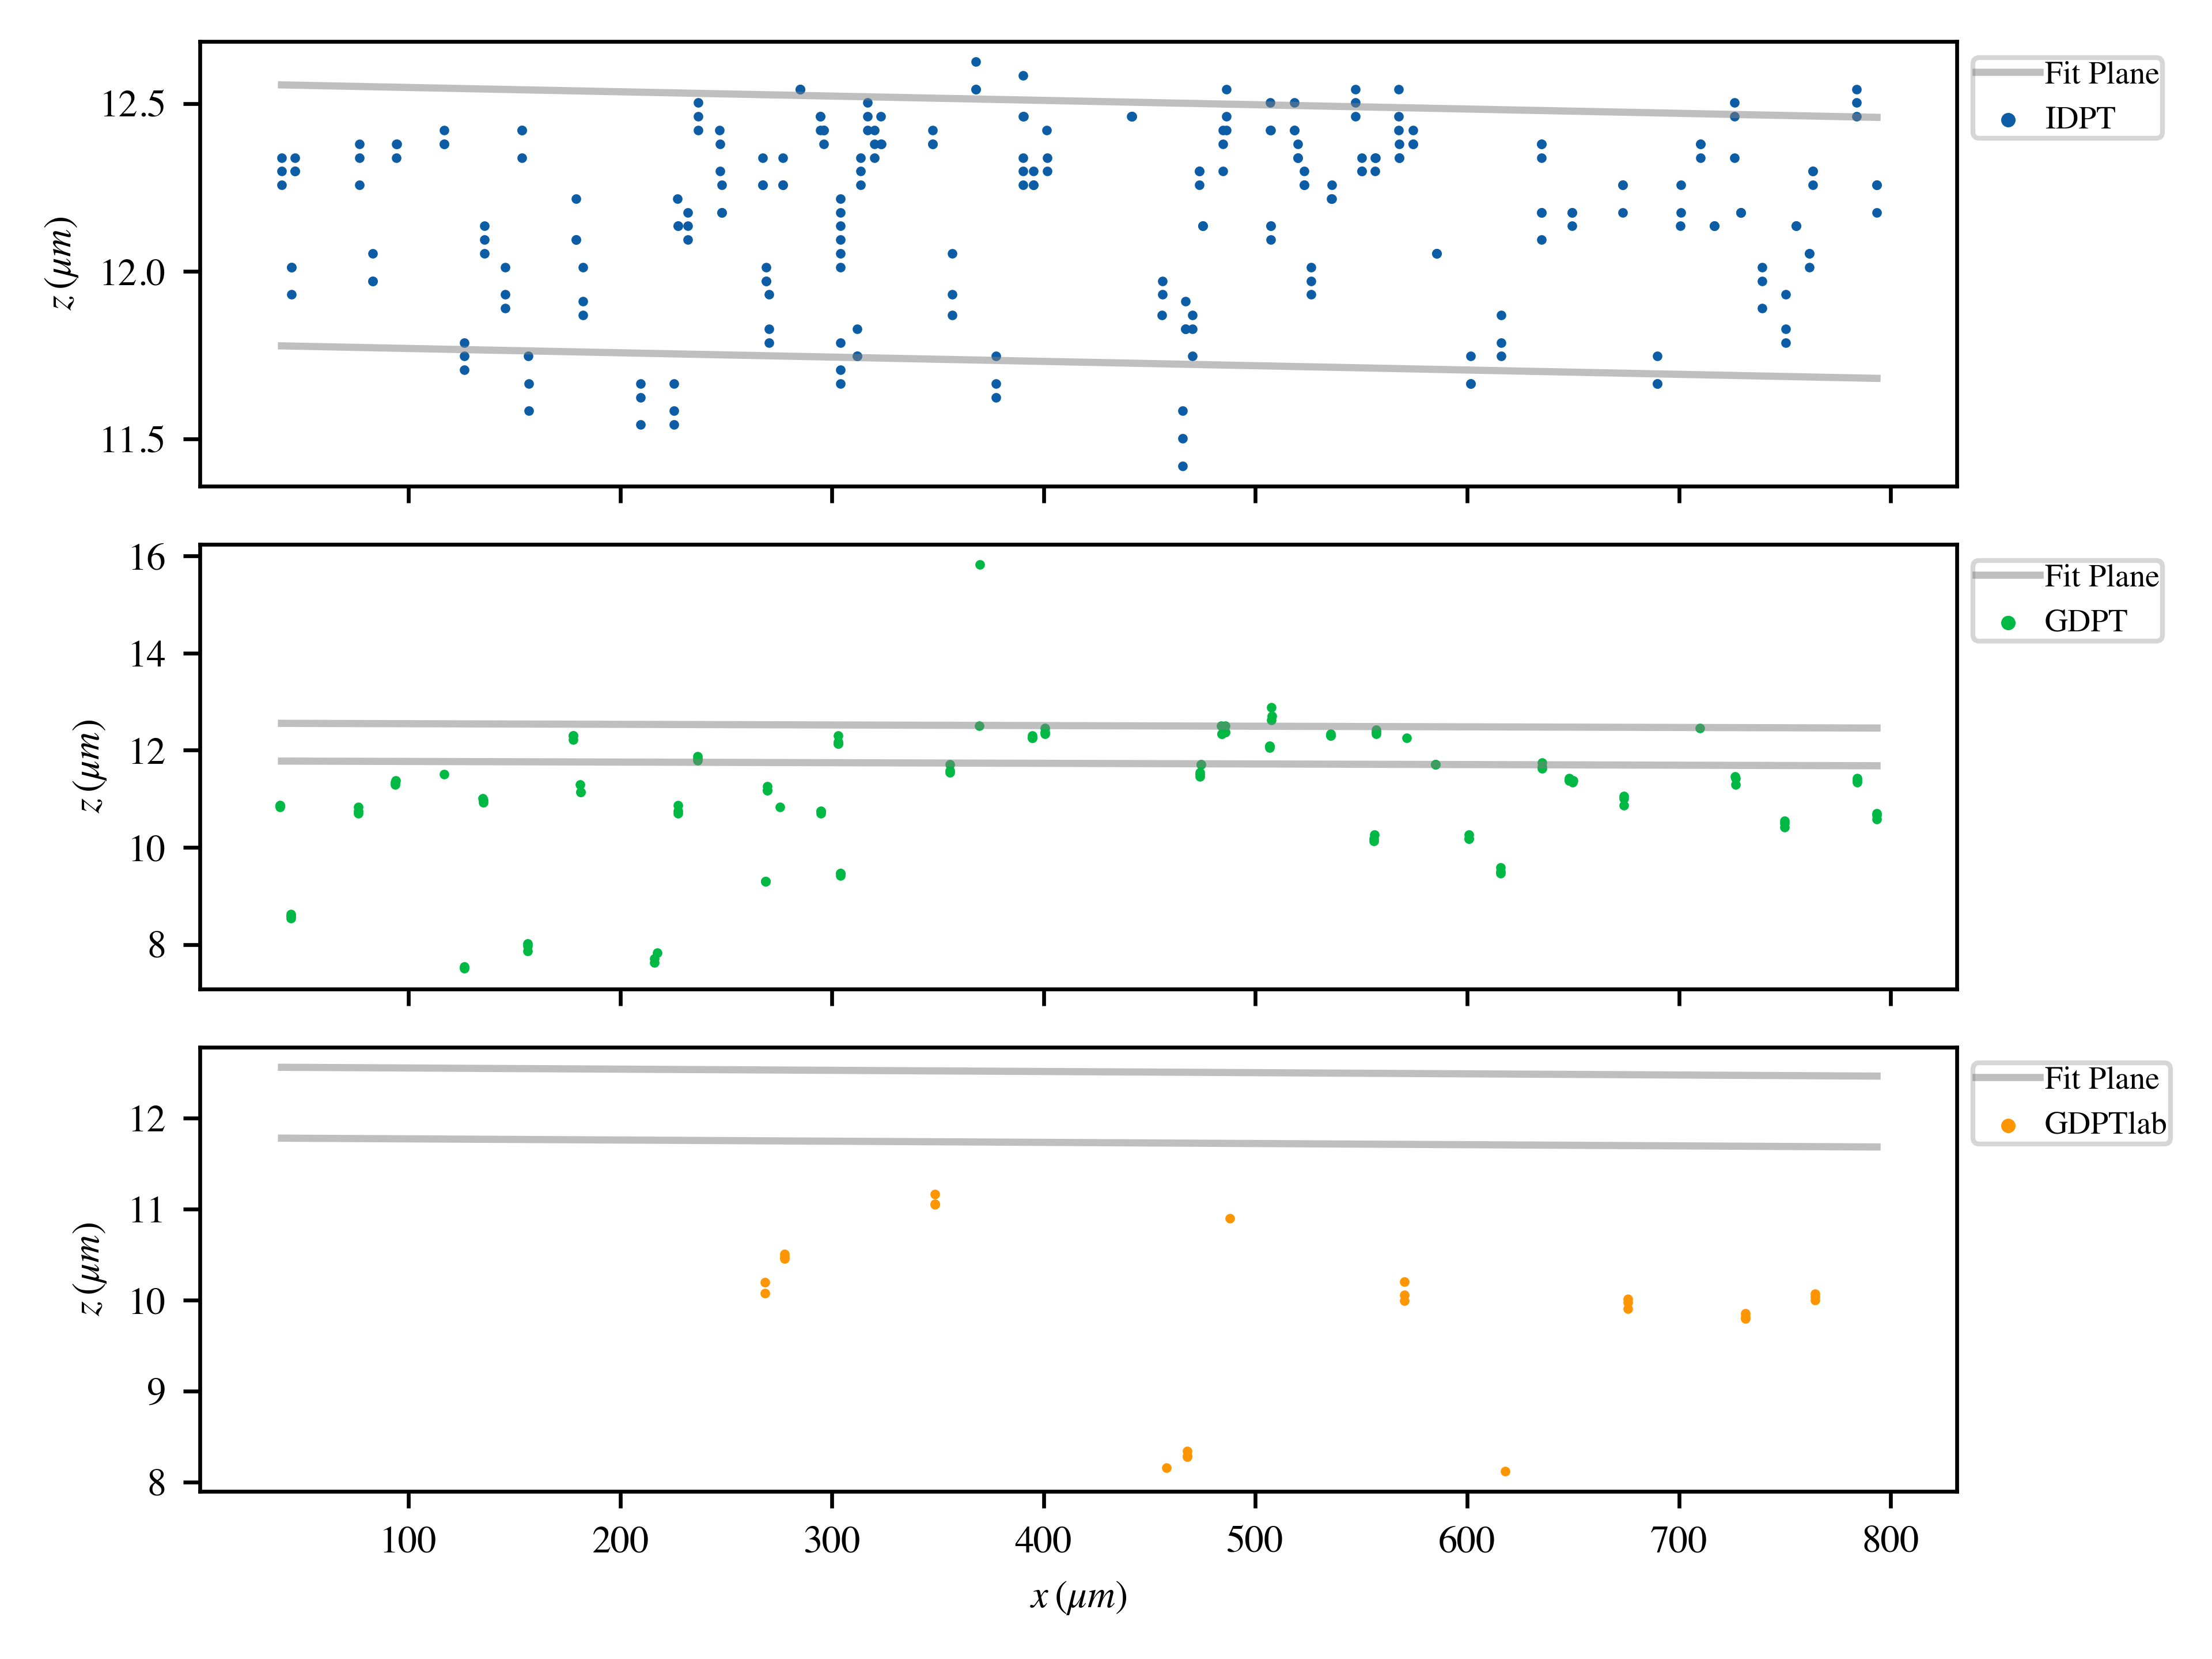 12.5
12.0
11.5
z (μm)
Fit Plane
IDPT
16
14
12
10
8
z (μm)
Fit Plane
GDPT
12
11
10
9
8
z (μm)
Fit Plane
GDPTlab
100 200 300 400 500 600 700 800
x (μm)